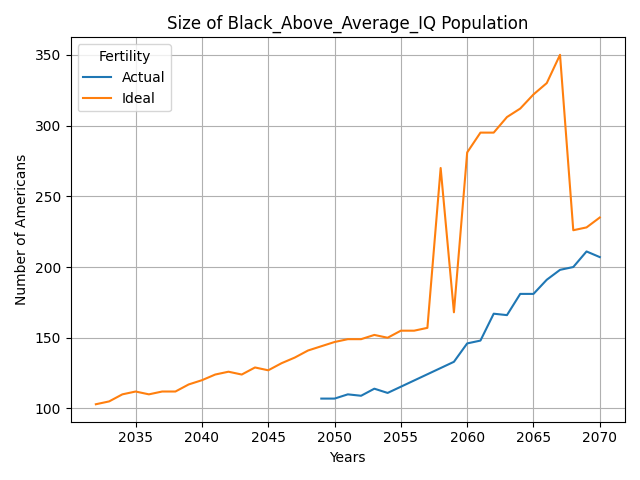 Size of Black_Above_Average_IQ Population
Fertility
Actual
Ideal
350
300
250
200
150
100
Number of Americans
2035 2040 2045 2050 2055 2060 2065 2070
Years